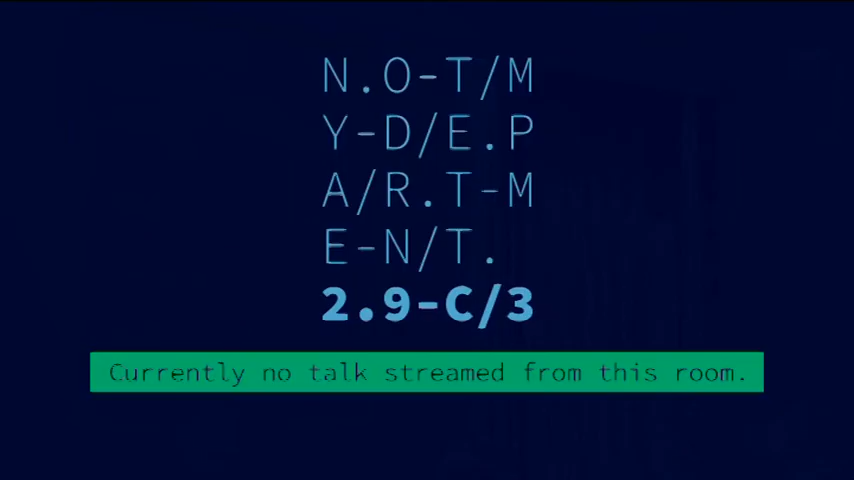 N.O-T/M
Y-D/E.P
A/R.T-M
E-N/T.
2.9-C/3
Currently no talk streamed from this room.